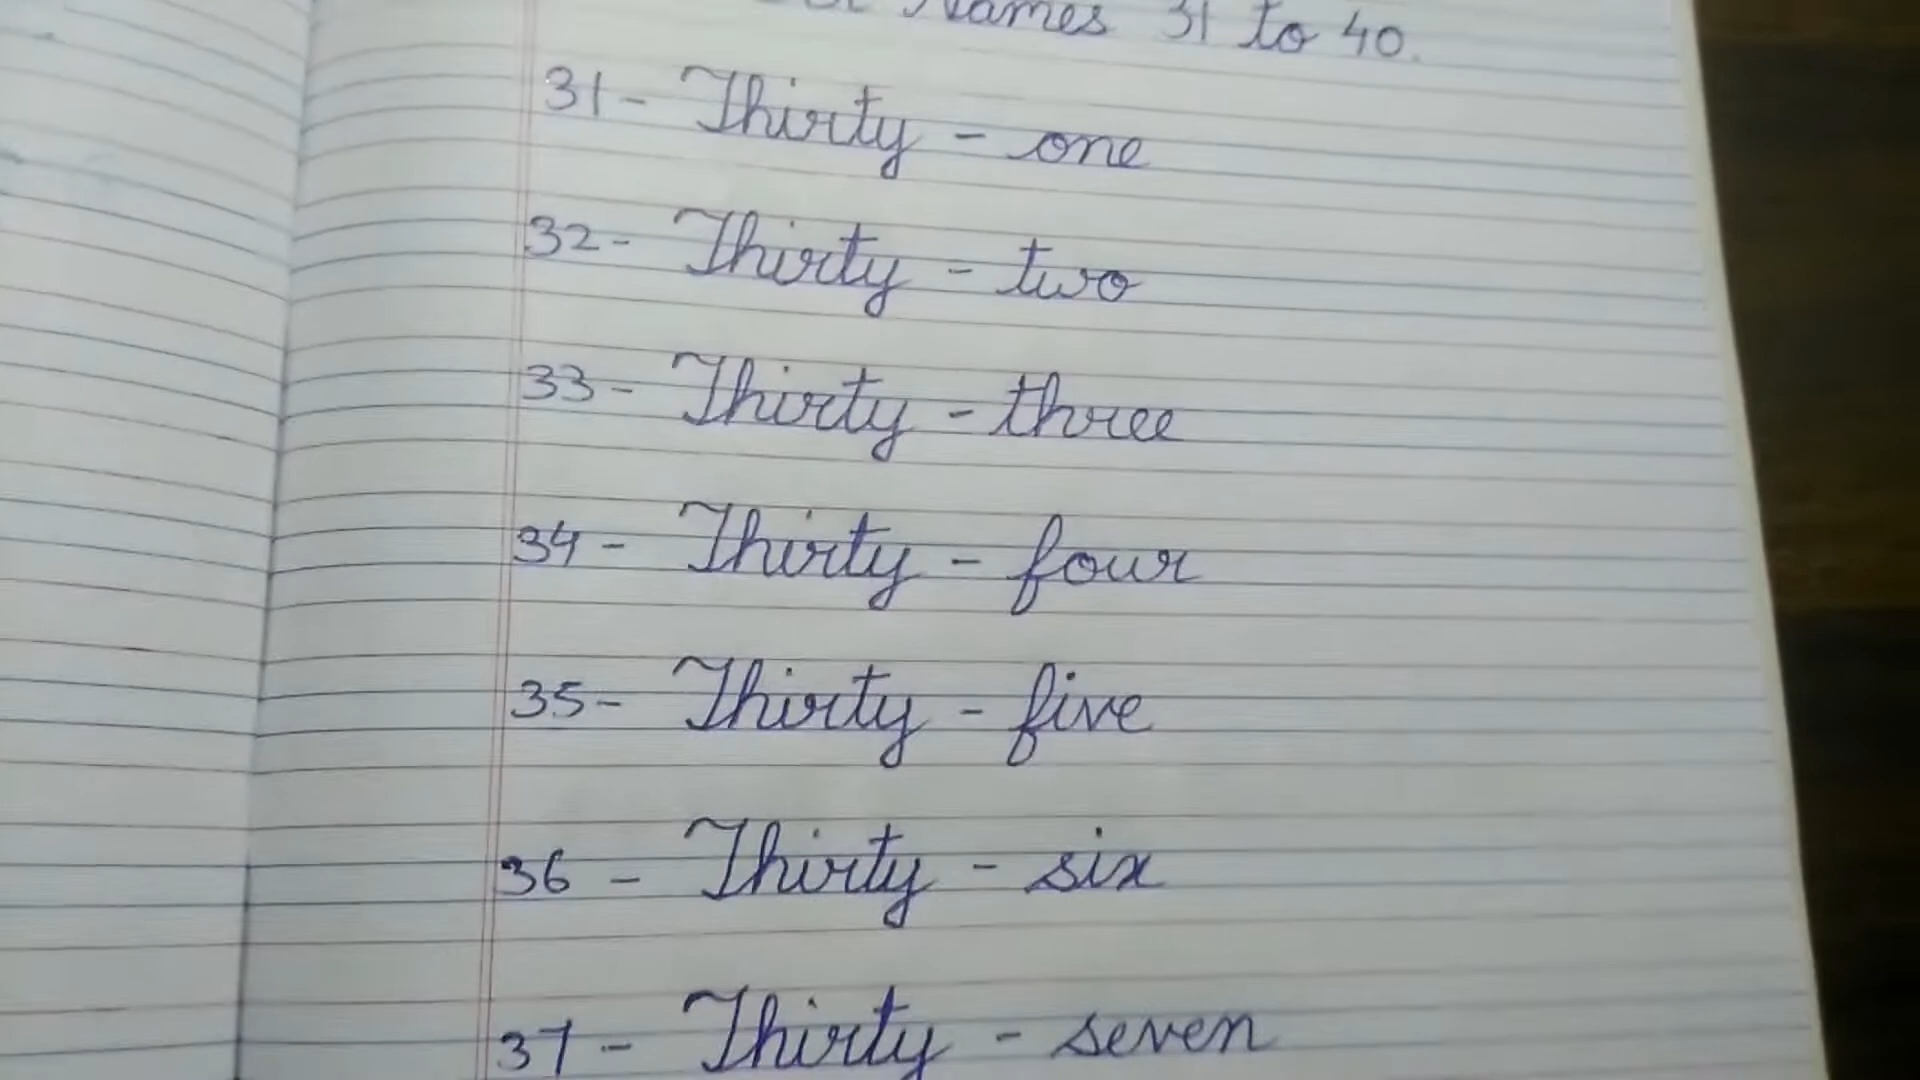 Names 31 to 40.
31- Thirty - one
32- Thirty - two
33- Thirty - three
34 - Thirty - four
35- Thirty - five
36 - Thirty - six
37 - Thirty - seven